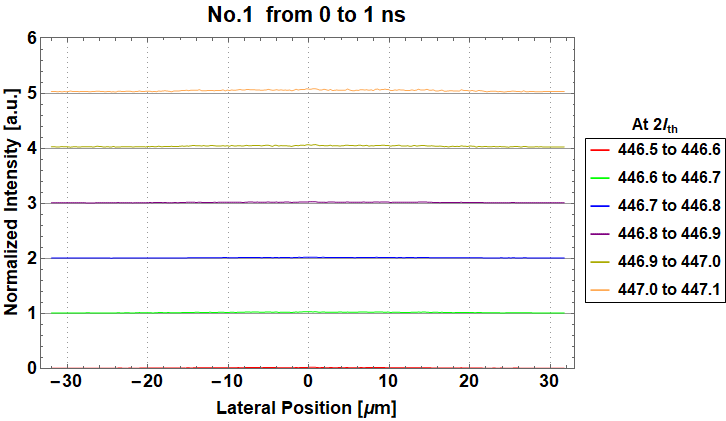 No.1 from 0 to 1 ns
Normalized Intensity [a.u.]
6
5
4
3
2
1
0
−30 −20 −10 0 10 20 30
Lateral Position [μm]
At 2Ith
446.5 to 446.6
446.6 to 446.7
446.7 to 446.8
446.8 to 446.9
446.9 to 447.0
447.0 to 447.1